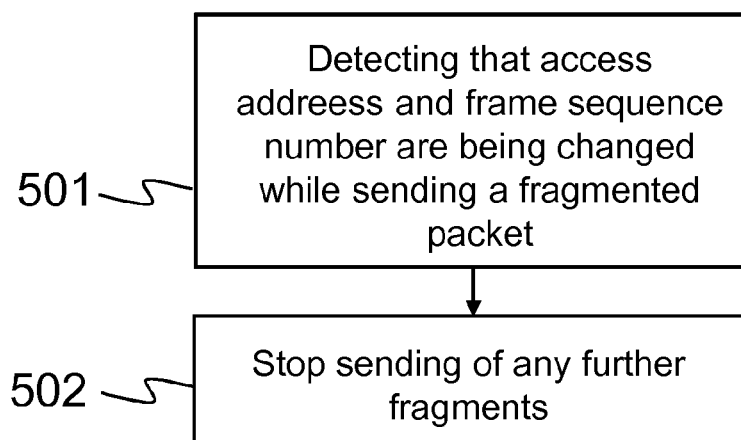 Detecting that access
addreess and frame sequence
number are being changed
while sending a fragmented
packet
501
Stop sending of any further
fragments
502